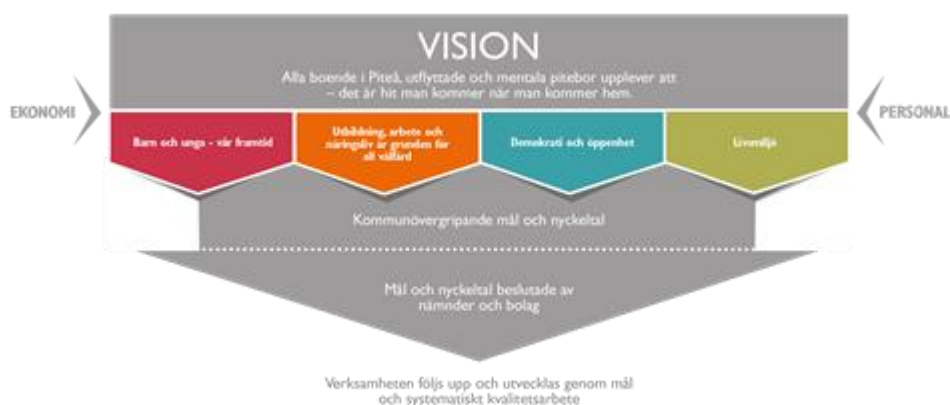 VISION
Alla boende i Piteå, utflyttade och mentala pitebor upplever att
– det är hit man kommer när man kommer hem.
EKONOMI
PERSONAL
Barn och unga - vår framtid
Utbildning, arbete och
näringsliv är grunden för
all välfärd
Demokrati och öppenhet
Livsmiljö
Kommunövergripande mål och nyckeltal
Mål och nyckeltal beslutade av
nämnder och bolag
Verksamheten följs upp och utvecklas genom mål
och systematiskt kvalitetsarbete